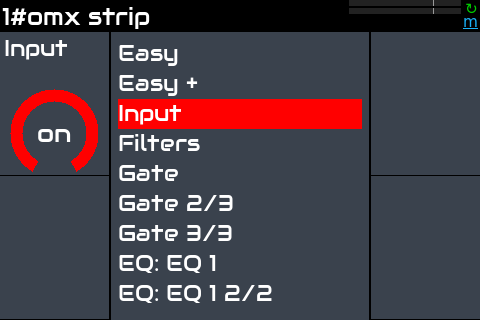 1#omx strip
m
Input
on
Easy
Easy +
Input
Filters
Gate
Gate 2/3
Gate 3/3
EQ: EQ 1
EQ: EQ 1 2/2